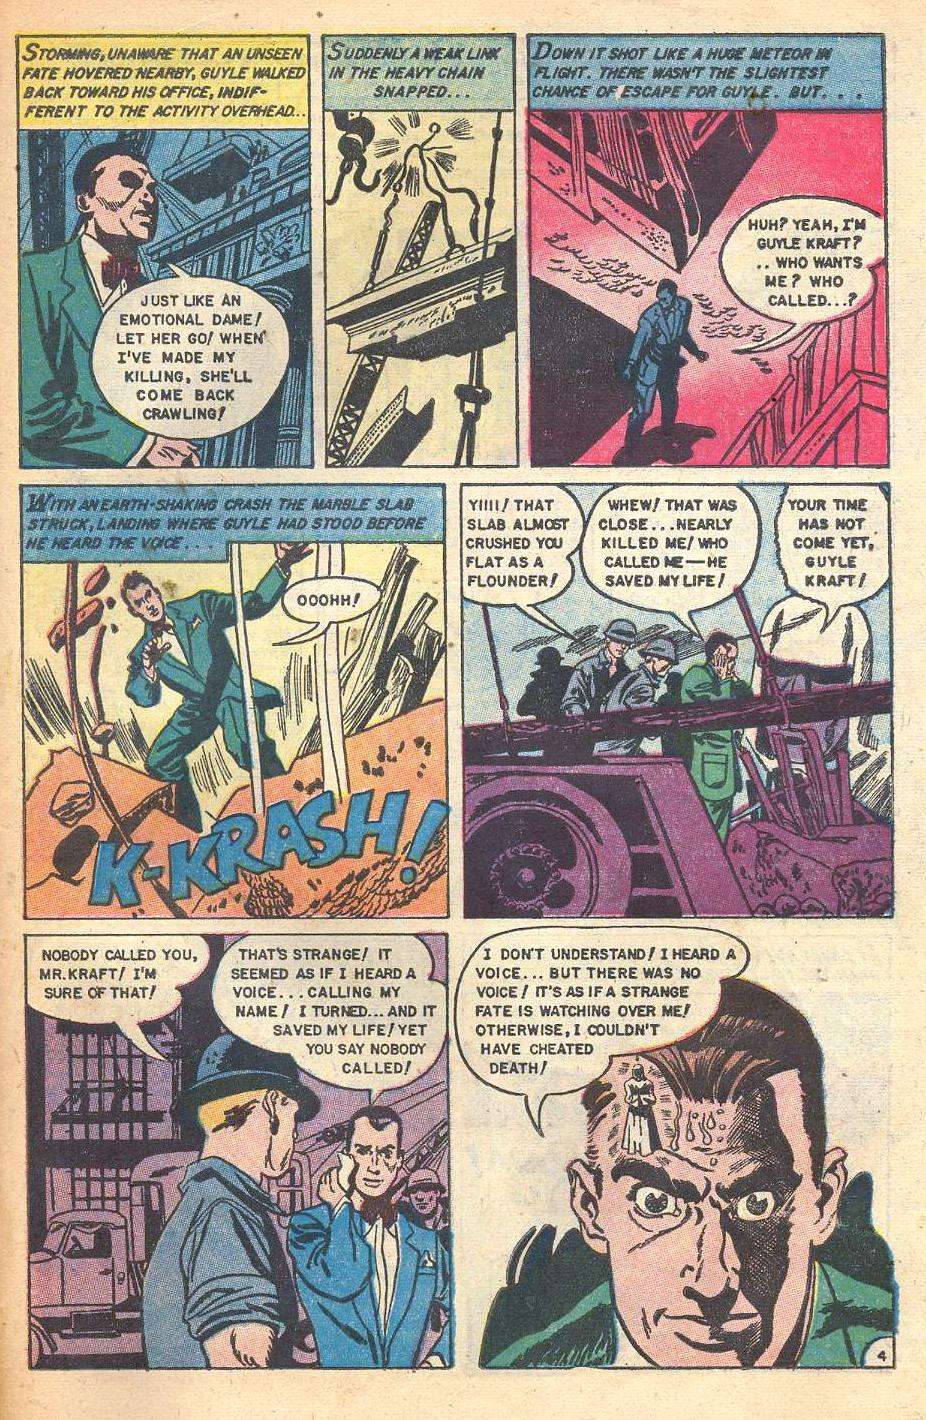 STORMING, UNAWARE THAT AN UNSEEN
FATE HOVERED NEARBY, GUYLE WALKED
BACK TOWARD HIS OFFICE, INDIF-
FERENT TO THE ACTIVITY OVERHEAD...
JUST LIKE AN
EMOTIONAL DAME!
LET HER GO! WHEN
I'VE MADE MY
KILLING, SHE'LL
COME BACK
CRAWLING!
SUDDENLY A WEAK LINK
IN THE HEAVY CHAIN
SNAPPED...
DOWN IT SHOT LIKE A HUGE METEOR IN
FLIGHT. THERE WASN'T THE SLIGHTEST
CHANCE OF ESCAPE FOR GUYLE. BUT...
HUH? YEAH, I'M
GUYLE KRAFT?
.. WHO WANTS
ME? WHO
CALLED...?
WITH AN EARTH-SHAKING CRASH THE MARBLE SLAB
STRUCK, LANDING WHERE GUYLE HAD STOOD BEFORE
HE HEARD THE VOICE...
OOOHH!
K-KRASH!
YIIII! THAT
SLAB ALMOST
CRUSHED YOU
FLAT AS A
FLOUNDER!
WHEW! THAT WAS
CLOSE...NEARLY
KILLED ME! WHO
CALLED ME—HE
SAVED MY LIFE!
YOUR TIME
HAS NOT
COME YET,
GUYLE
KRAFT!
NOBODY CALLED YOU,
MR. KRAFT! I'M
SURE OF THAT!
THAT'S STRANGE! IT
SEEMED AS IF I HEARD A
VOICE...CALLING MY
NAME! I TURNED...AND IT
SAVED MY LIFE! YET
YOU SAY NOBODY
CALLED!
I DON'T UNDERSTAND! I HEARD A
VOICE... BUT THERE WAS NO
VOICE! IT'S AS IF A STRANGE
FATE IS WATCHING OVER ME!
OTHERWISE, I COULDN'T
HAVE CHEATED
DEATH!
4